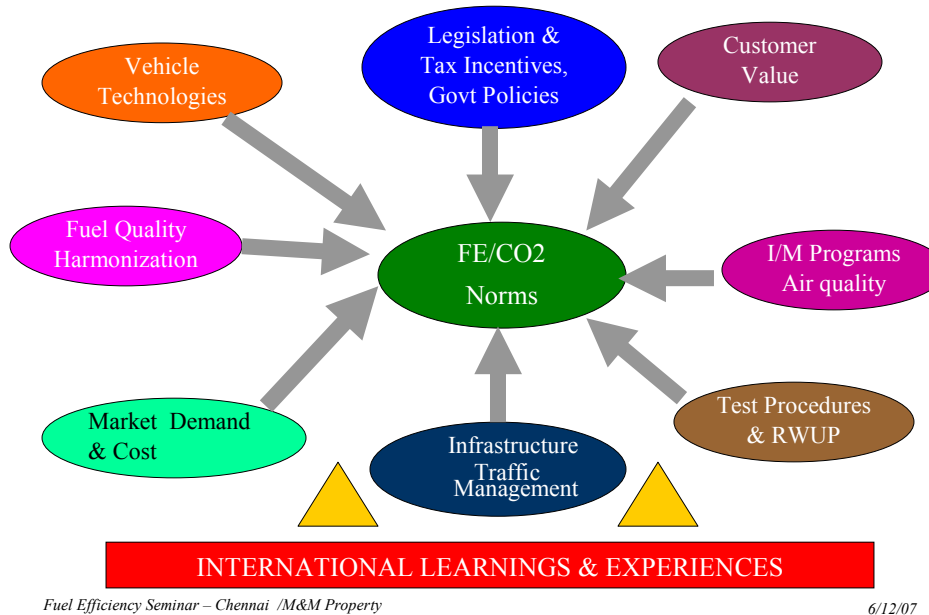 Vehicle
Technologies
Legislation &
Tax Incentives,
Govt Policies
Customer
Value
Fuel Quality
Harmonization
FE/CO2
Norms
I/M Programs
Air quality
Market Demand
& Cost
Infrastructure
Traffic
Management
Test Procedures
& RWUP
INTERNATIONAL LEARNINGS & EXPERIENCES
Fuel Efficiency Seminar – Chennai /M&M Property
6/12/07